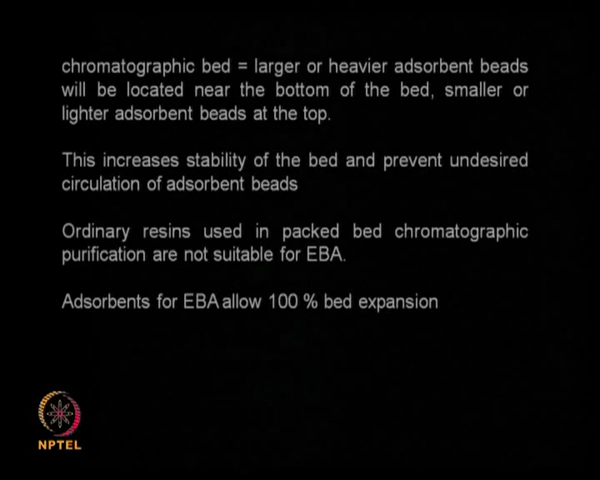 chromatographic bed = larger or heavier adsorbent beads
will be located near the bottom of the bed, smaller or
lighter adsorbent beads at the top.
This increases stability of the bed and prevent undesired
circulation of adsorbent beads
Ordinary resins used in packed bed chromatographic
purification are not suitable for EBA.
Adsorbents for EBA allow 100 % bed expansion
NPTEL